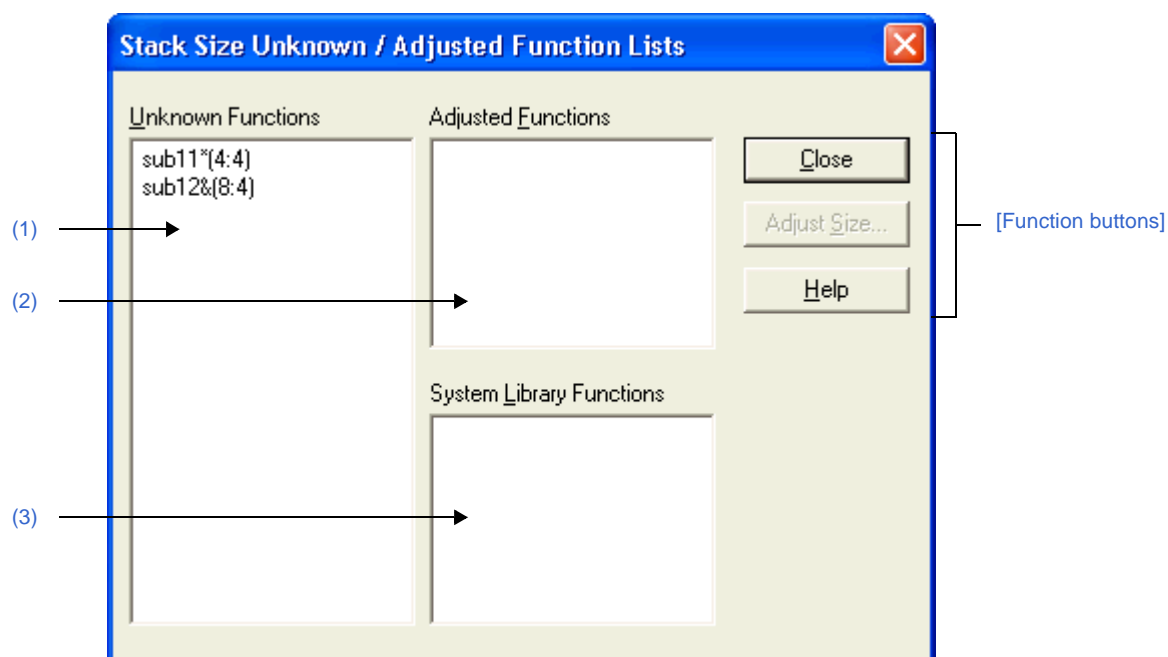 Stack Size Unknown / Adjusted Function Lists
Unknown Functions
sub11*(4:4)
sub12&(8:4)
Adjusted Functions
System Library Functions
Close
Adjust Size...
Help
(1)
(2)
(3)
[Function buttons]